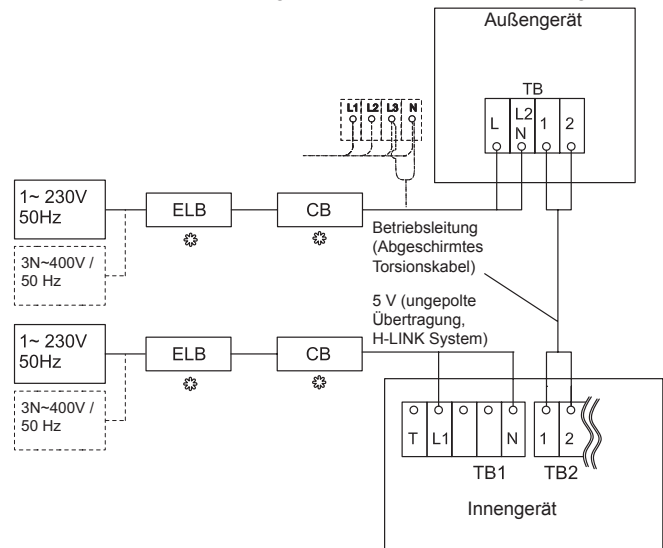 Außengerät
TB
L L2 N 1 2
L1 L2 L3 N
1~ 230V
50Hz
ELB
CB
3N~400V /
50 Hz
Betriebsleitung
(Abgeschirmtes
Torsionskabel)
5 V (ungepolte
Übertragung,
H-LINK System)
1~ 230V
50Hz
ELB
CB
3N~400V /
50 Hz
T L1 N 1 2
TB1 TB2
Innengerät